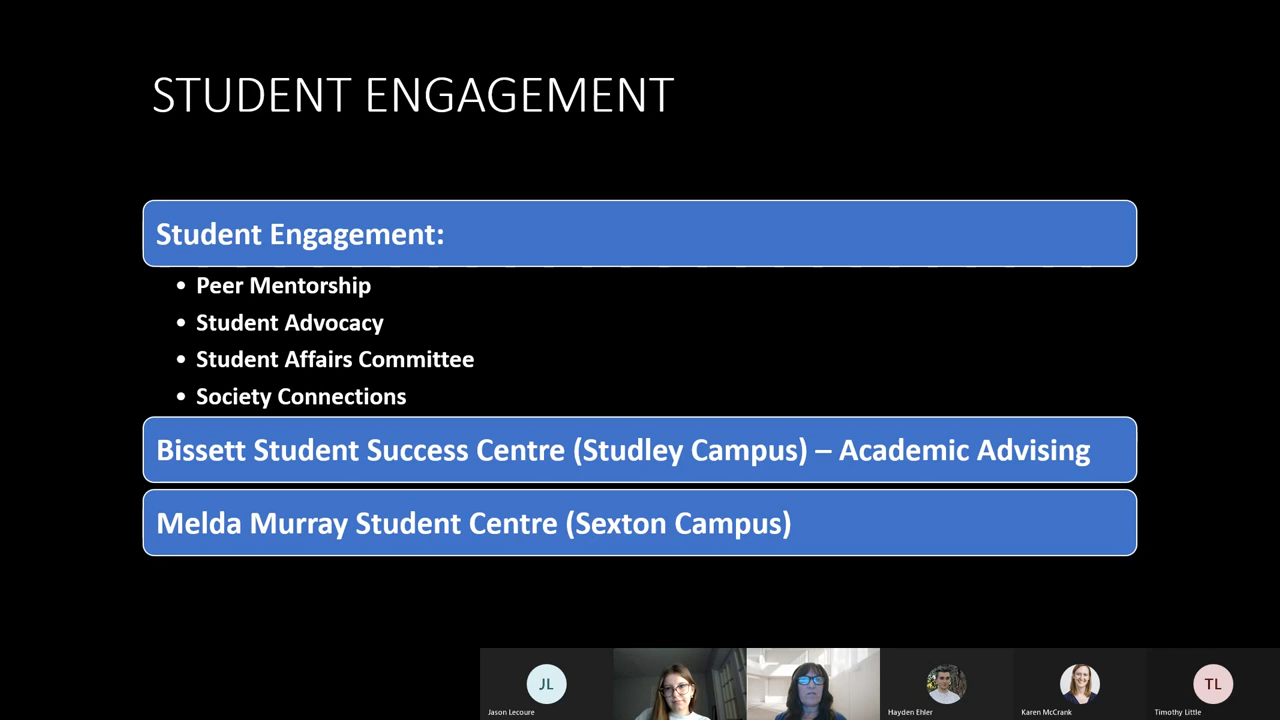 STUDENT ENGAGEMENT
Student Engagement:
• Peer Mentorship
• Student Advocacy
• Student Affairs Committee
• Society Connections
Bissett Student Success Centre (Studley Campus) – Academic Advising
Melda Murray Student Centre (Sexton Campus)
JL
TL
Jason Lecoure
Hayden Ehler
Karen McCrank
Timothy Little